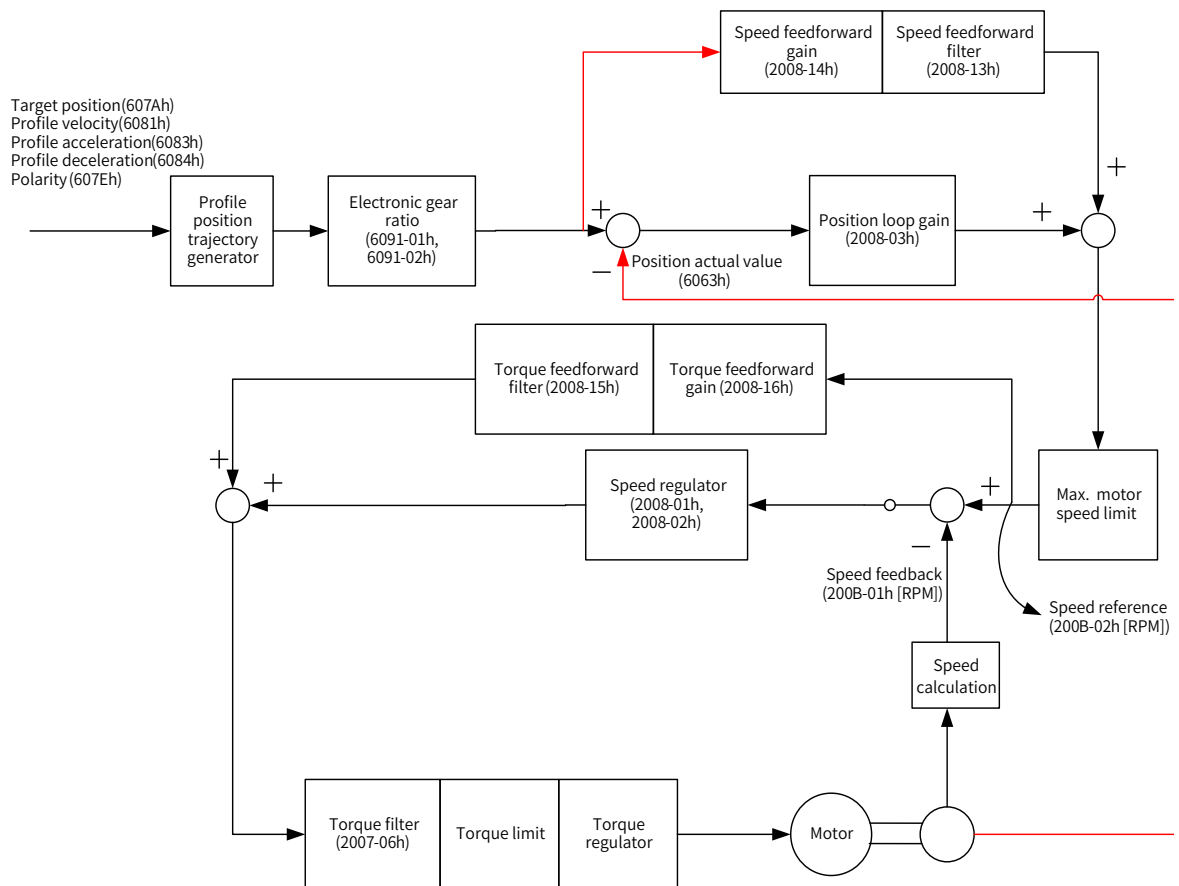 Speed feedforward
gain
(2008-14h)
Speed feedforward
filter
(2008-13h)
Target position(607Ah)
Profile velocity(6081h)
Profile acceleration(6083h)
Profile deceleration(6084h)
Polarity (607Eh)
Profile
position
trajectory
generator
Electronic gear
ratio
(6091-01h,
6091-02h)
+
−
Position actual value
(6063h)
Position loop gain
(2008-03h)
+
+
Torque feedforward
filter (2008-15h)
Torque feedforward
gain (2008-16h)
+
+
Speed regulator
(2008-01h,
2008-02h)
+
−
Max. motor
speed limit
Speed feedback
(200B-01h [RPM])
Speed reference
(200B-02h [RPM])
Speed
calculation
Torque filter
(2007-06h)
Torque limit
Torque
regulator
Motor